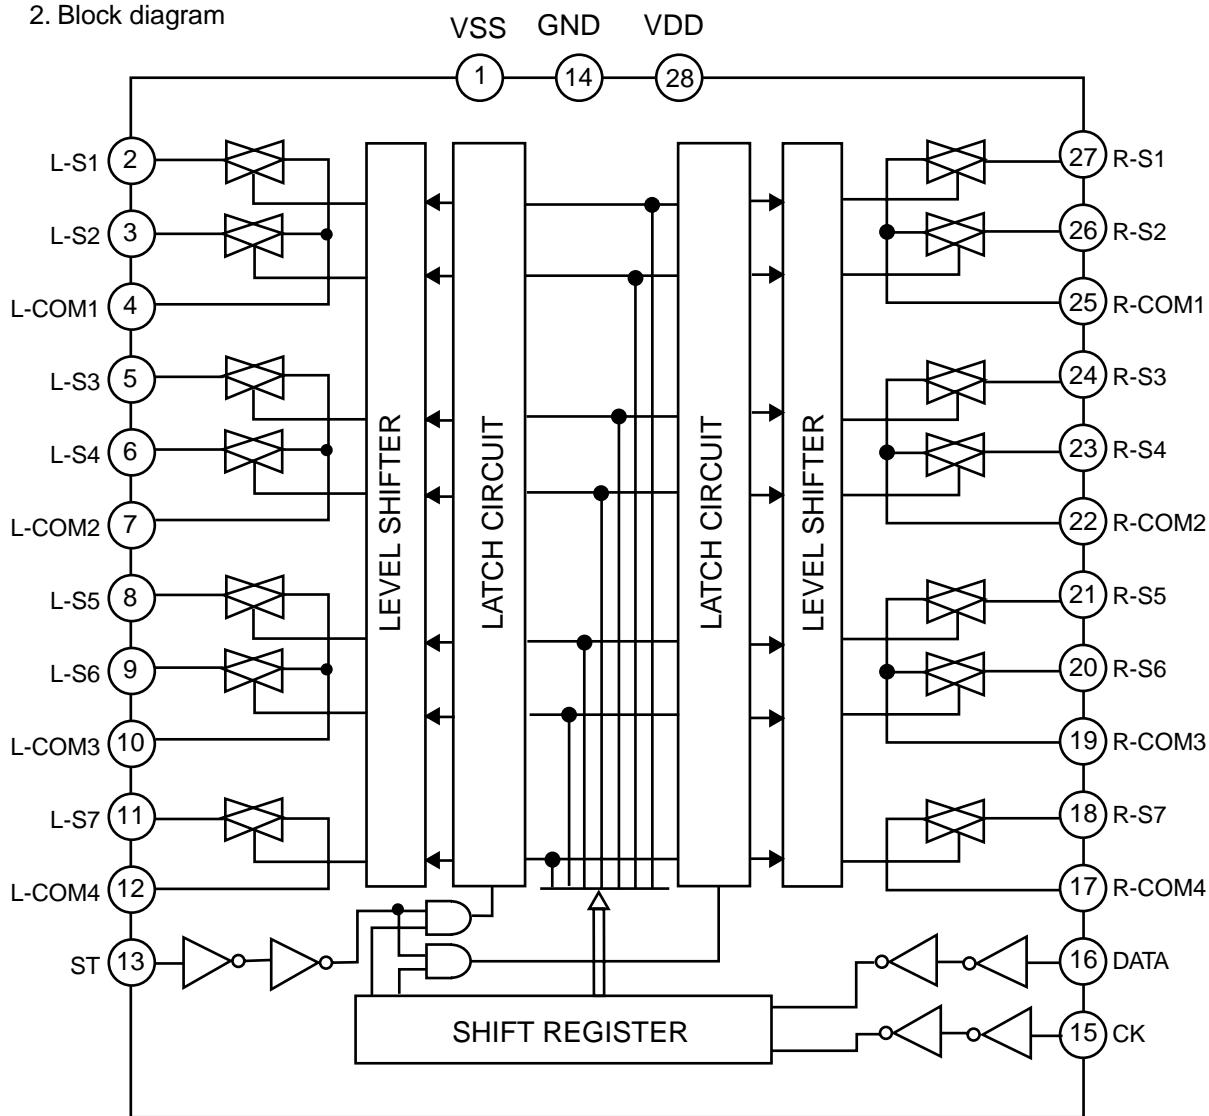 2. Block diagram
VSS GND VDD
1 14 28
L-S1 2
L-S2 3
L-COM1 4
L-S3 5
L-S4 6
L-COM2 7
L-S5 8
L-S6 9
L-COM3 10
L-S7 11
L-COM4 12
ST 13
LEVEL SHIFTER
LATCH CIRCUIT
LATCH CIRCUIT
LEVEL SHIFTER
27 R-S1
26 R-S2
25 R-COM1
24 R-S3
23 R-S4
22 R-COM2
21 R-S5
20 R-S6
19 R-COM3
18 R-S7
17 R-COM4
16 DATA
15 CK
SHIFT REGISTER